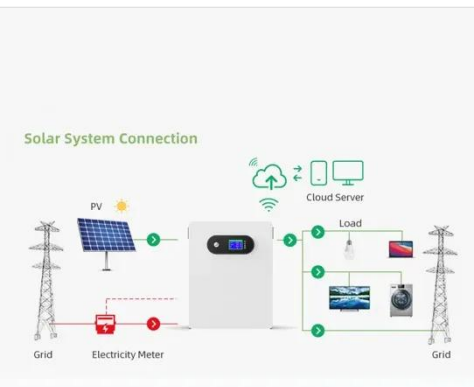 Solar System Connection
Cloud Server
PV
Load
Grid
Electricity Meter
Grid